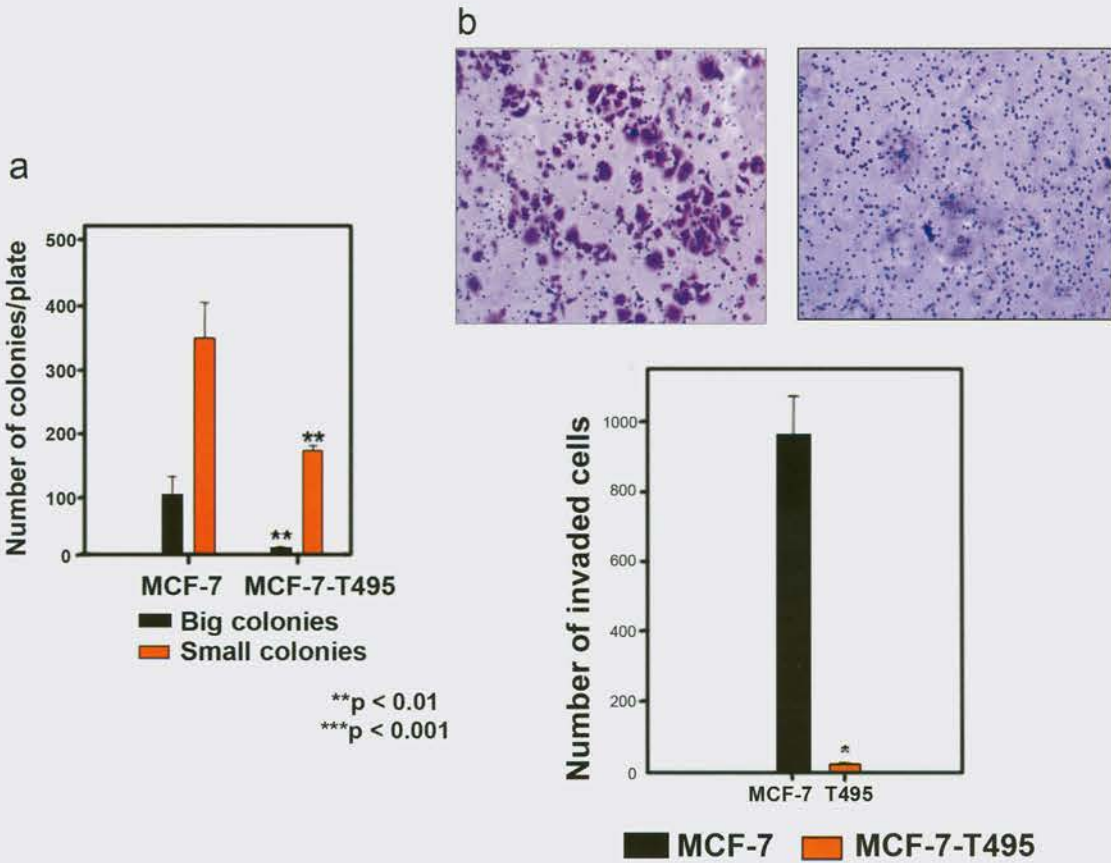 a
Number of colonies/plate
500
400
300
200
100
0
**
**
MCF-7 MCF-7-T495
Big colonies
Small colonies
**p < 0.01
***p < 0.001
b
Number of invaded cells
1000
800
600
400
200
0
*
MCF-7 T495
MCF-7 MCF-7-T495